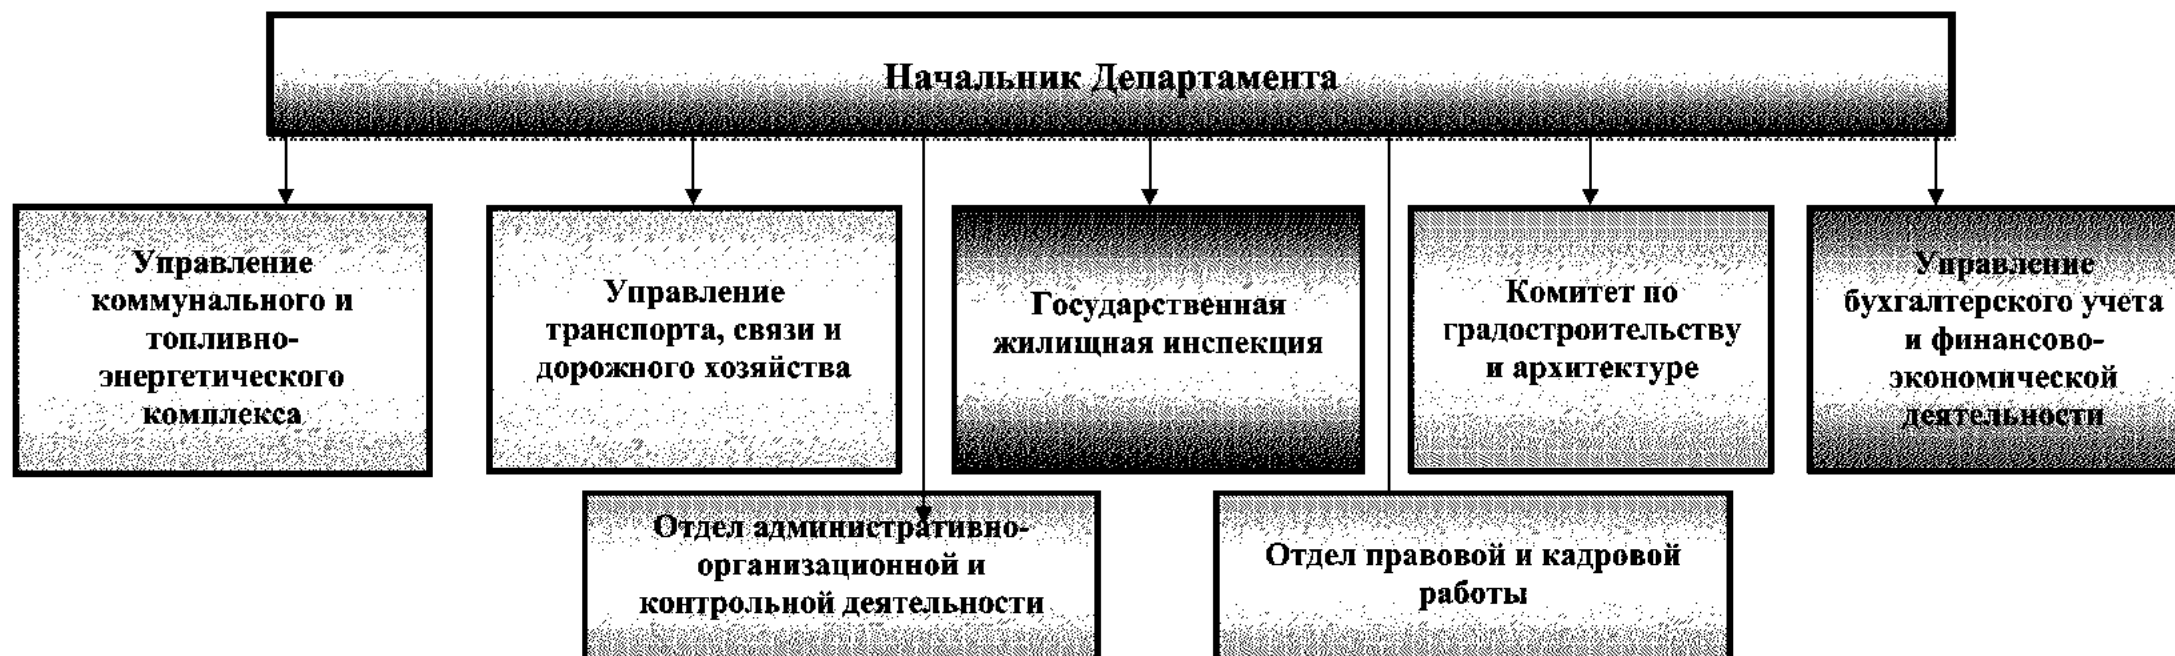 Начальник Департамента
Управление
коммунального и
топливно-
энергетического
комплекса
Управление
транспорта, связи и
дорожного хозяйства
Государственная
жилищная инспекция
Комитет по
градостроительству
и архитектуре
Управление
бухгалтерского учета
и финансово-
экономической
деятельности
Отдел административно-
организационной и
контрольной деятельности
Отдел правовой и кадровой
работы